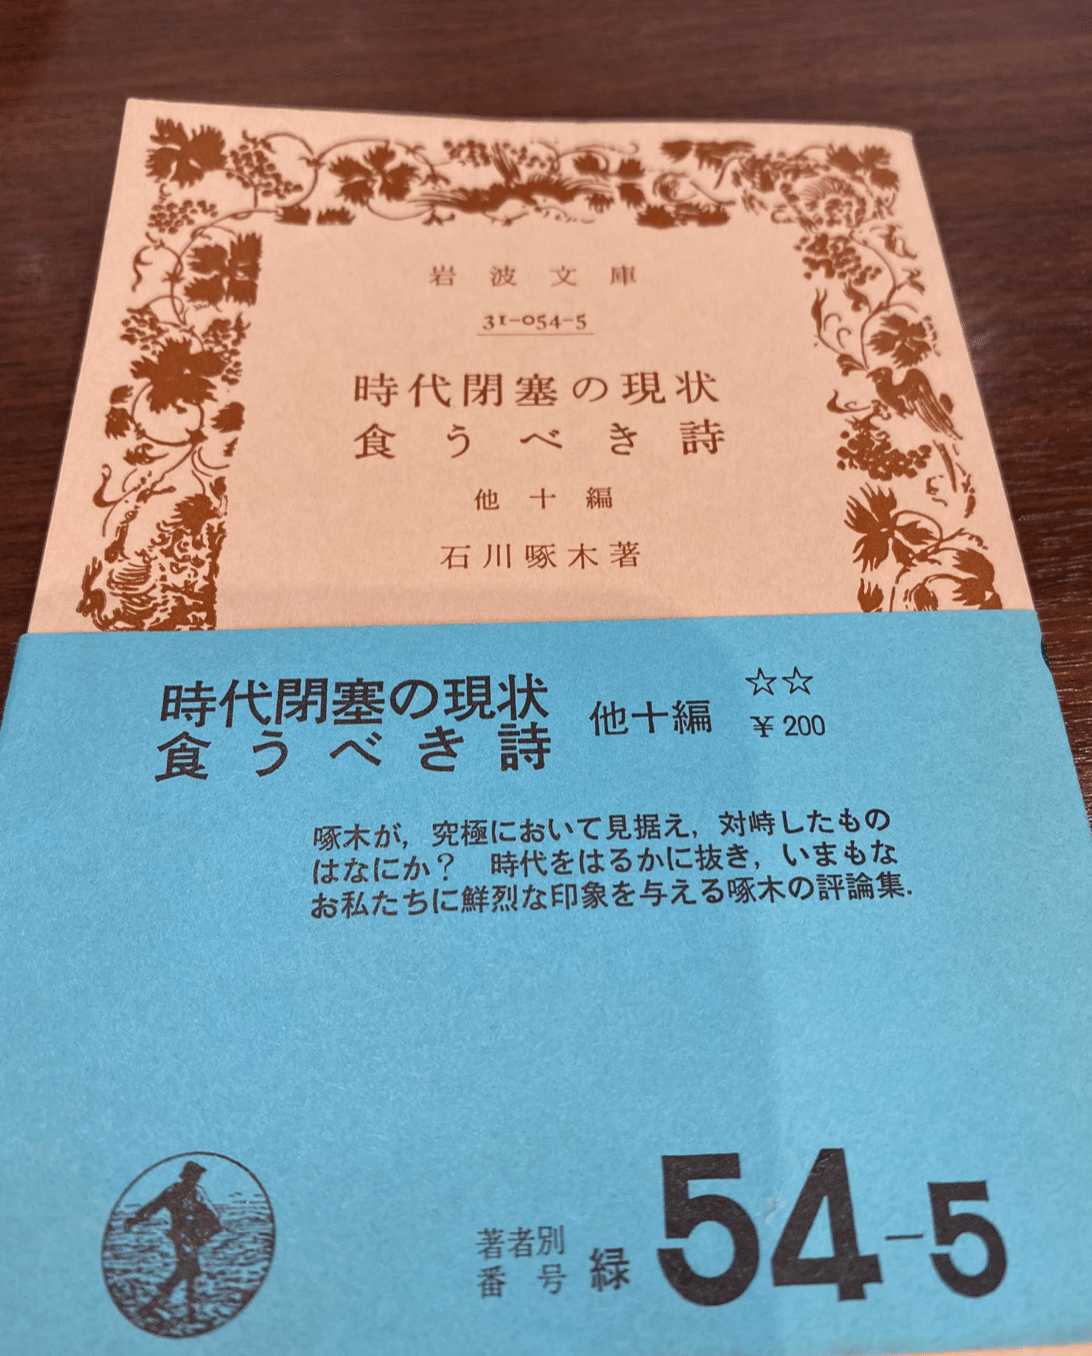 岩波文庫
31-054-5
時代閉塞の現状
食うべき詩
他十編
石川啄木著
時代閉塞の現状
食うべき詩
他十編
☆☆
￥200
啄木が，究極において見据え，対峙したもの
はなにか？　時代をはるかに抜き，いまもな
お私たちに鮮烈な印象を与える啄木の評論集．
著者別
番号
緑
54-5